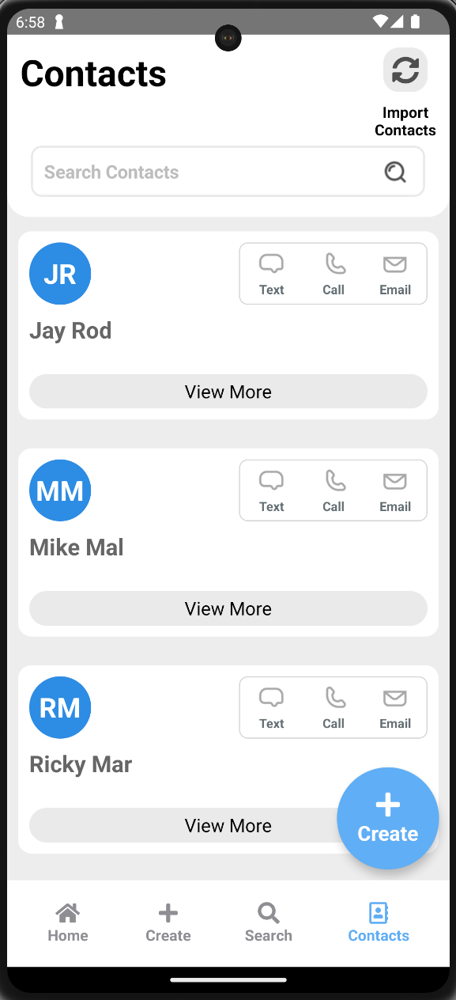 6:58
Contacts
Import
Contacts
Search Contacts
JR
Text
Call
Email
Jay Rod
View More
MM
Text
Call
Email
Mike Mal
View More
RM
Text
Call
Email
Ricky Mar
View More
Create
Home
Create
Search
Contacts